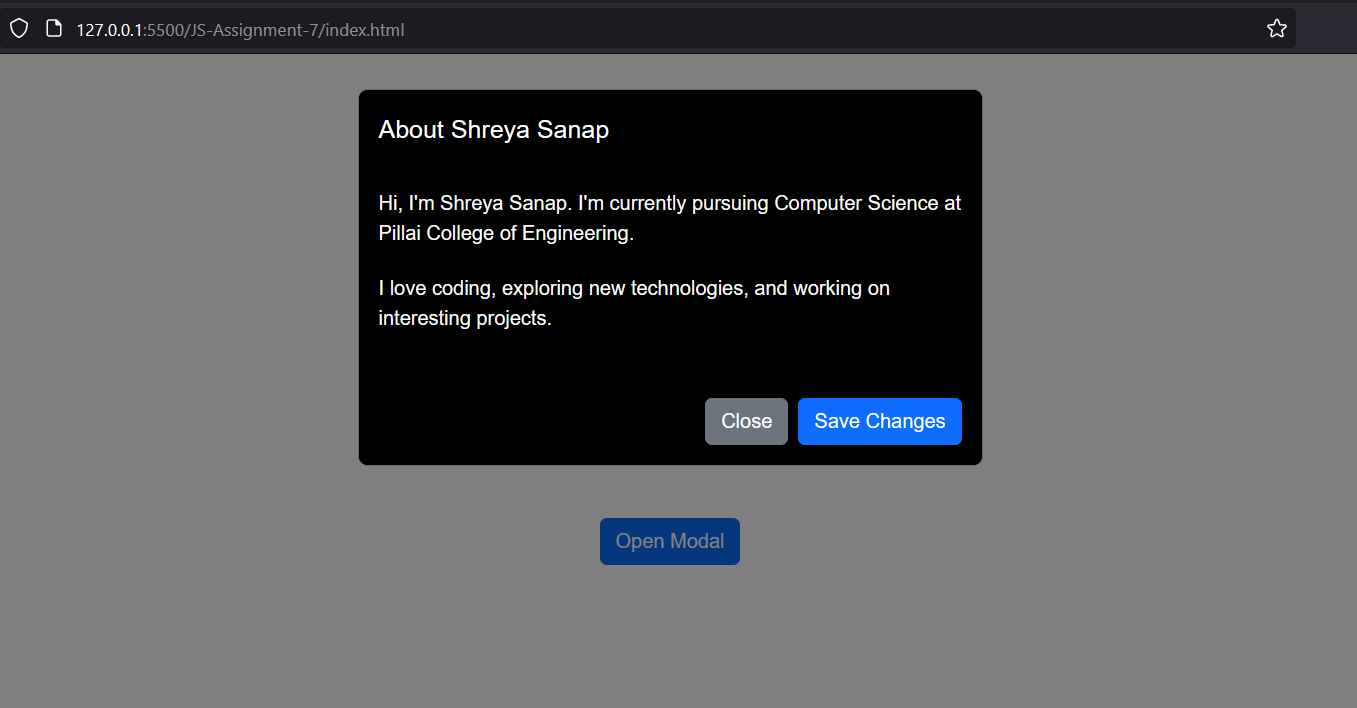 127.0.0.1:5500/JS-Assignment-7/index.html
About Shreya Sanap
Hi, I'm Shreya Sanap. I'm currently pursuing Computer Science at
Pillai College of Engineering.
I love coding, exploring new technologies, and working on
interesting projects.
Close Save Changes
Open Modal